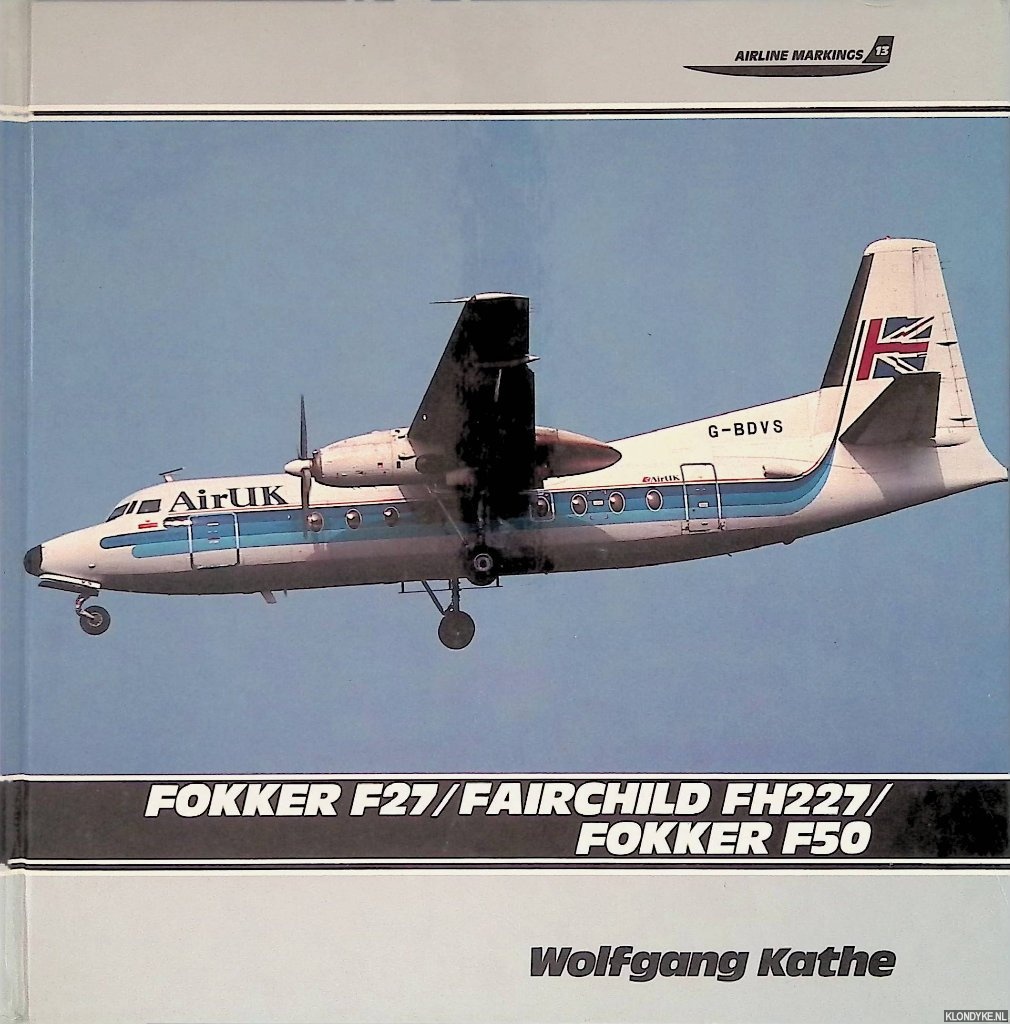 AIRLINE MARKINGS 13
G-BDVS
AirUK
AirUK
FOKKER F27/FAIRCHILD FH227/
FOKKER F50
Wolfgang Kathe
KLONDYKE.NL